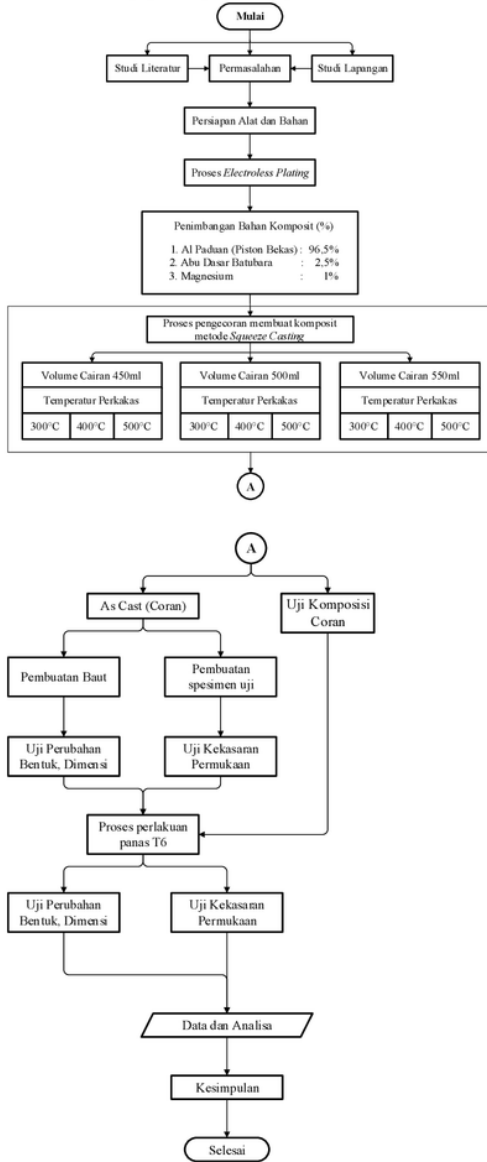 Mulai
Studi Literatur
Permasalahan
Studi Lapangan
Persiapan Alat dan Bahan
Proses Electroless Plating
Penimbangan Bahan Komposit (%)
1. Al Paduan (Piston Bekas) : 96,5%
2. Abu Dasar Batubara : 2,5%
3. Magnesium : 1%
Proses pengecoran membuat komposit
metode Squeeze Casting
Volume Cairan 450ml
Temperatur Perkakas
300°C 400°C 500°C
Volume Cairan 500ml
Temperatur Perkakas
300°C 400°C 500°C
Volume Cairan 550ml
Temperatur Perkakas
300°C 400°C 500°C
A
A
As Cast (Coran)
Uji Komposisi
Coran
Pembuatan Baut
Pembuatan
spesimen uji
Uji Perubahan
Bentuk, Dimensi
Uji Kekasaran
Permukaan
Proses perlakuan
panas T6
Uji Perubahan
Bentuk, Dimensi
Uji Kekasaran
Permukaan
Data dan Analisa
Kesimpulan
Selesai